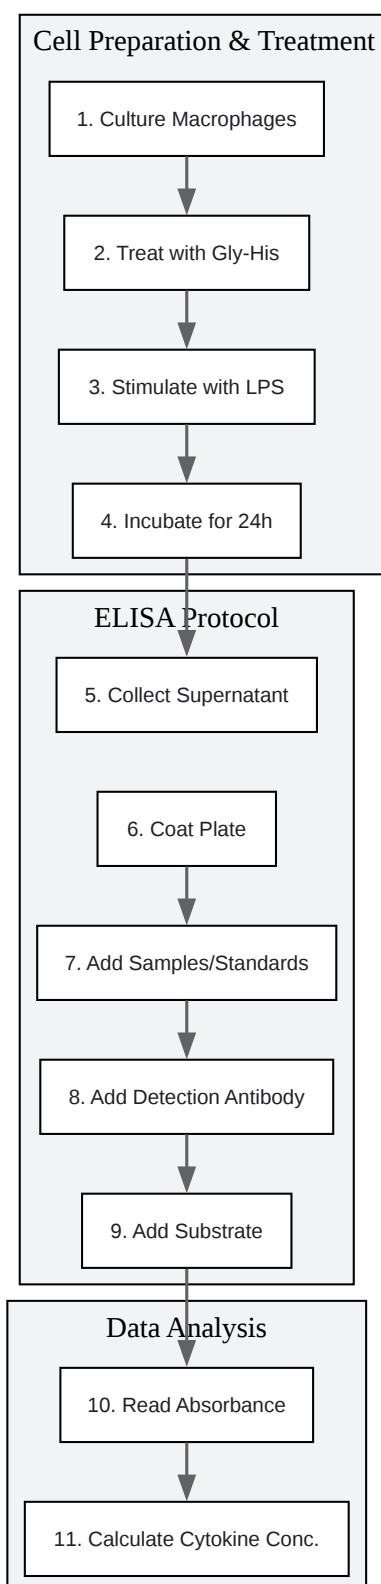 Cell Preparation & Treatment
1. Culture Macrophages
2. Treat with Gly-His
3. Stimulate with LPS
4. Incubate for 24h
ELISA Protocol
5. Collect Supernatant
6. Coat Plate
7. Add Samples/Standards
8. Add Detection Antibody
9. Add Substrate
Data Analysis
10. Read Absorbance
11. Calculate Cytokine Conc.